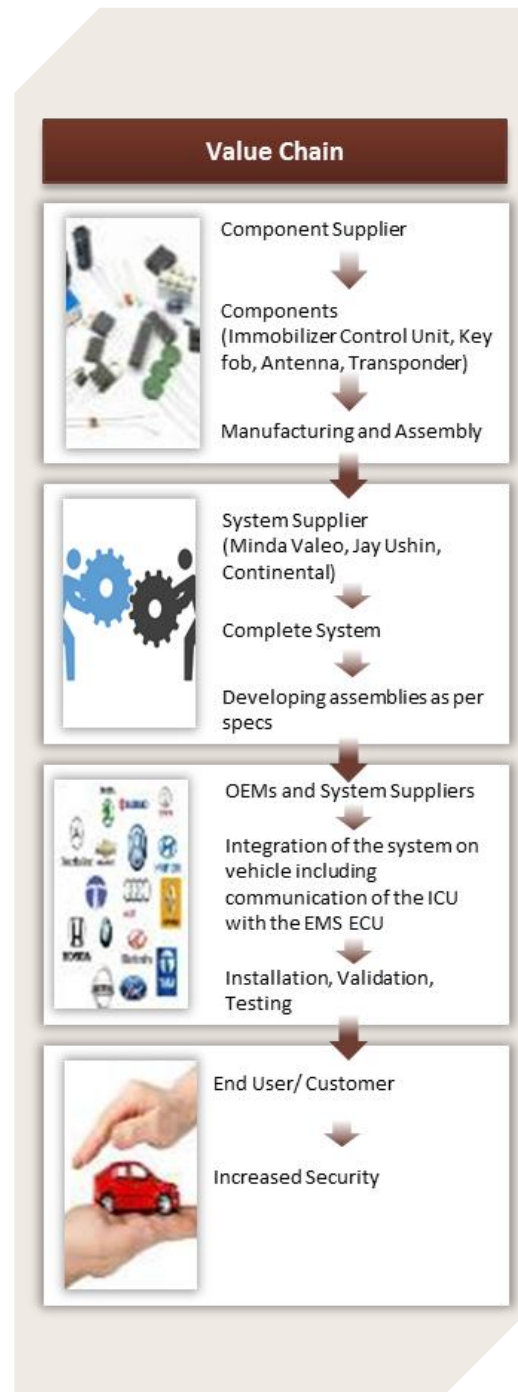 Value Chain
Component Supplier
Components
(Immobilizer Control Unit, Key
fob, Antenna, Transponder)
Manufacturing and Assembly
System Supplier
(Minda Valeo, Jay Ushin,
Continental)
Complete System
Developing assemblies as per
specs
OEMs and System Suppliers
Integration of the system on
vehicle including
communication of the ICU
with the EMS ECU
Installation, Validation,
Testing
End User/ Customer
Increased Security